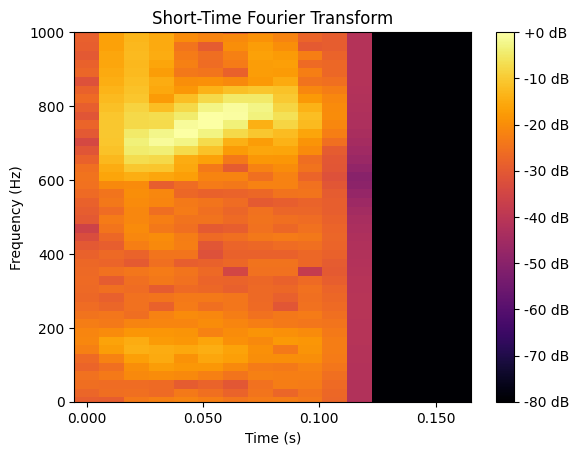 Short-Time Fourier Transform
1000
800
600
400
200
0
Frequency (Hz)
0.000
0.050
0.100
0.150
Time (s)
+0 dB
-10 dB
-20 dB
-30 dB
-40 dB
-50 dB
-60 dB
-70 dB
-80 dB